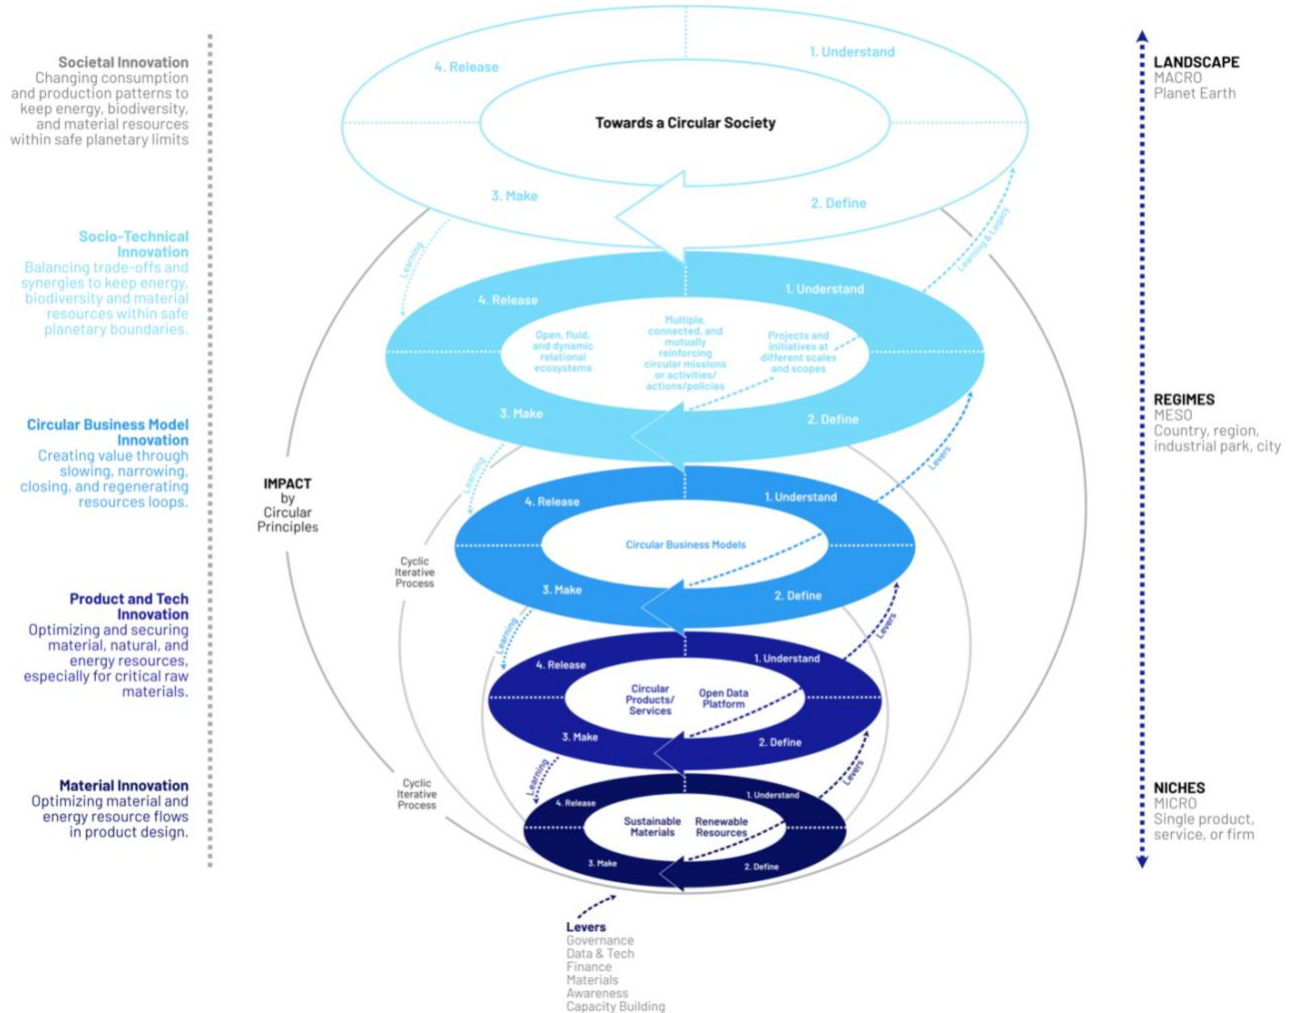 Societal Innovation
Changing consumption
and production patterns to
keep energy, biodiversity,
and material resources
within safe planetary limits
Socio-Technical
Innovation
Balancing trade-offs and
synergies to keep energy,
biodiversity and material
resources within safe
planetary boundaries.
Circular Business Model
Innovation
Creating value through
slowing, narrowing,
closing, and regenerating
resources loops.
Product and Tech
Innovation
Optimizing and securing
material, natural, and
energy resources,
especially for critical raw
materials.
Material Innovation
Optimizing material and
energy resource flows
in product design.
IMPACT
by
Circular
Principles
Cyclic
Iterative
Process
Cyclic
Iterative
Process
4. Release
1. Understand
Towards a Circular Society
3. Make
2. Define
Learning
Learning & Legacy
4. Release
1. Understand
Open, fluid,
and dynamic
relational
ecosystems
Multiple,
connected, and
mutually
reinforcing
circular missions
or activities/
actions/policies
Projects and
initiatives at
different scales
and scopes
3. Make
2. Define
Learning
Levers
4. Release
1. Understand
Circular Business Models
3. Make
2. Define
Learning
Levers
4. Release
1. Understand
Circular
Products/
Services
Open Data
Platform
3. Make
2. Define
Learning
Levers
4. Release
1. Understand
Sustainable
Materials
Renewable
Resources
3. Make
2. Define
Levers
Governance
Data & Tech
Finance
Materials
Awareness
Capacity Building
LANDSCAPE
MACRO
Planet Earth
REGIMES
MESO
Country, region,
industrial park, city
NICHES
MICRO
Single product,
service, or firm